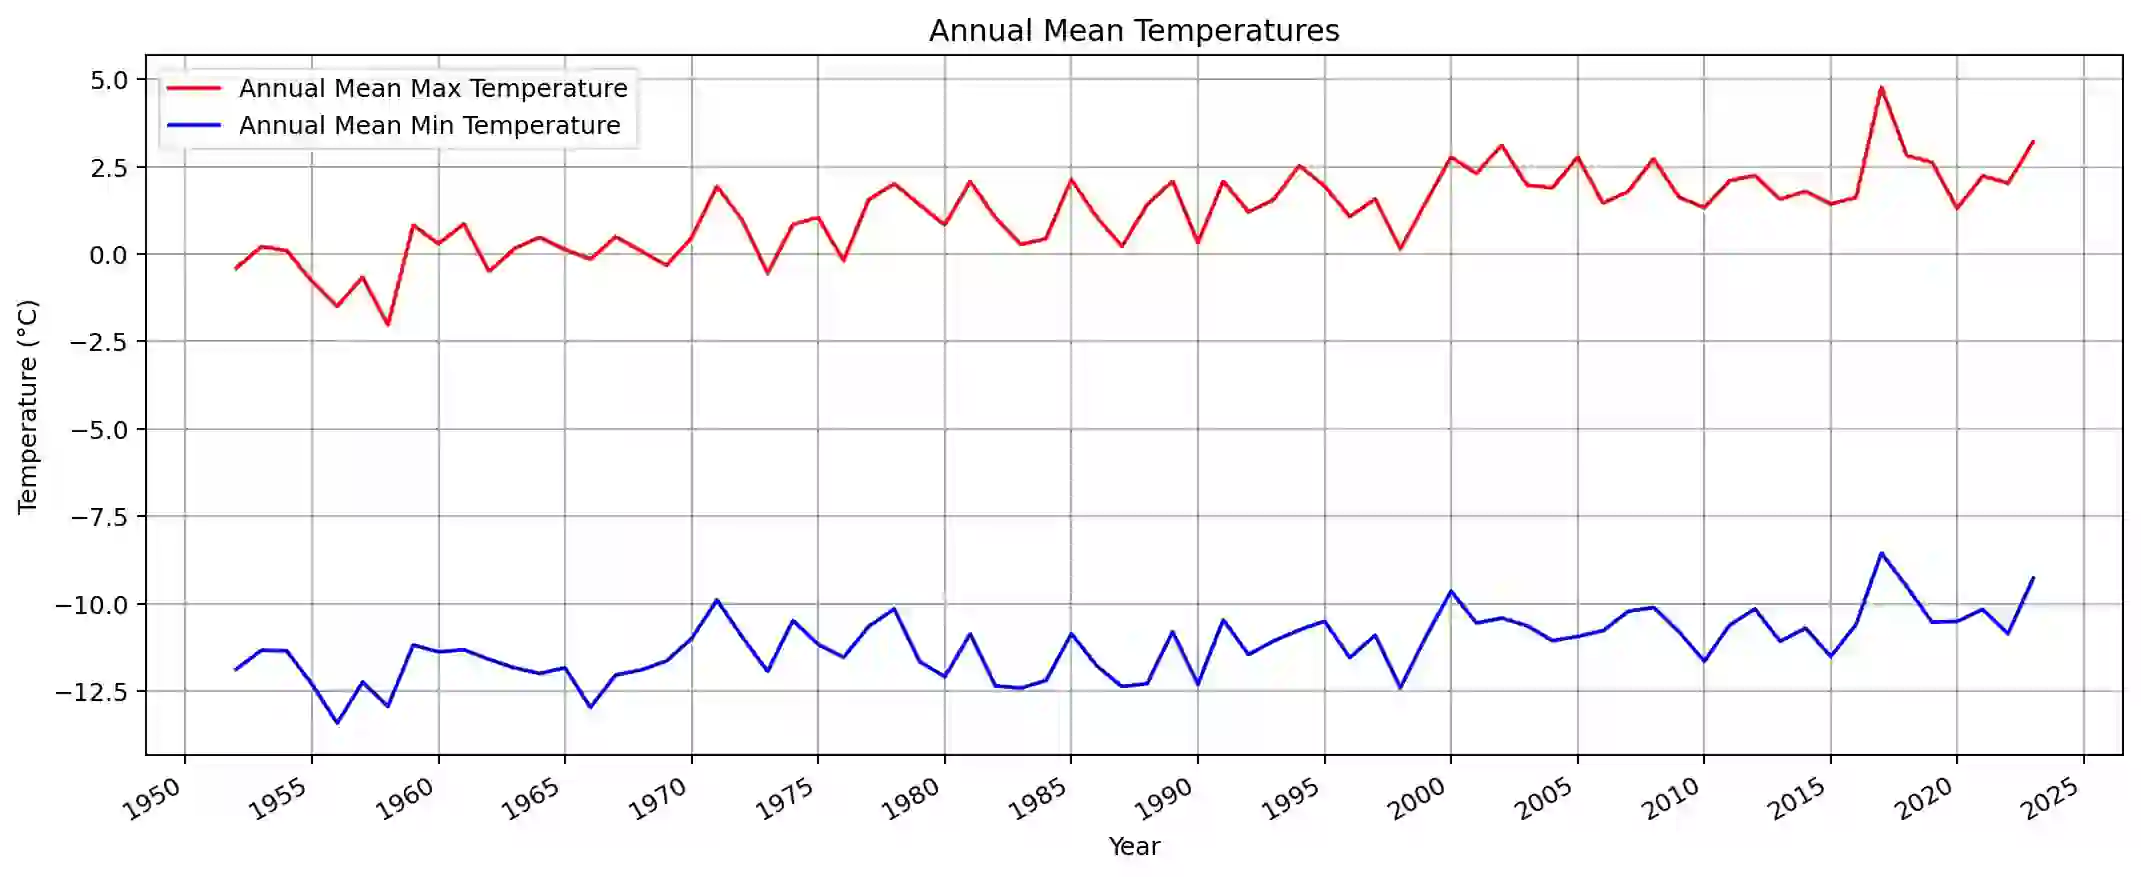 Annual Mean Temperatures
5.0
2.5
0.0
−2.5
−5.0
−7.5
−10.0
−12.5
Temperature (°C)
Annual Mean Max Temperature
Annual Mean Min Temperature
1950 1955 1960 1965 1970 1975 1980 1985 1990 1995 2000 2005 2010 2015 2020 2025
Year